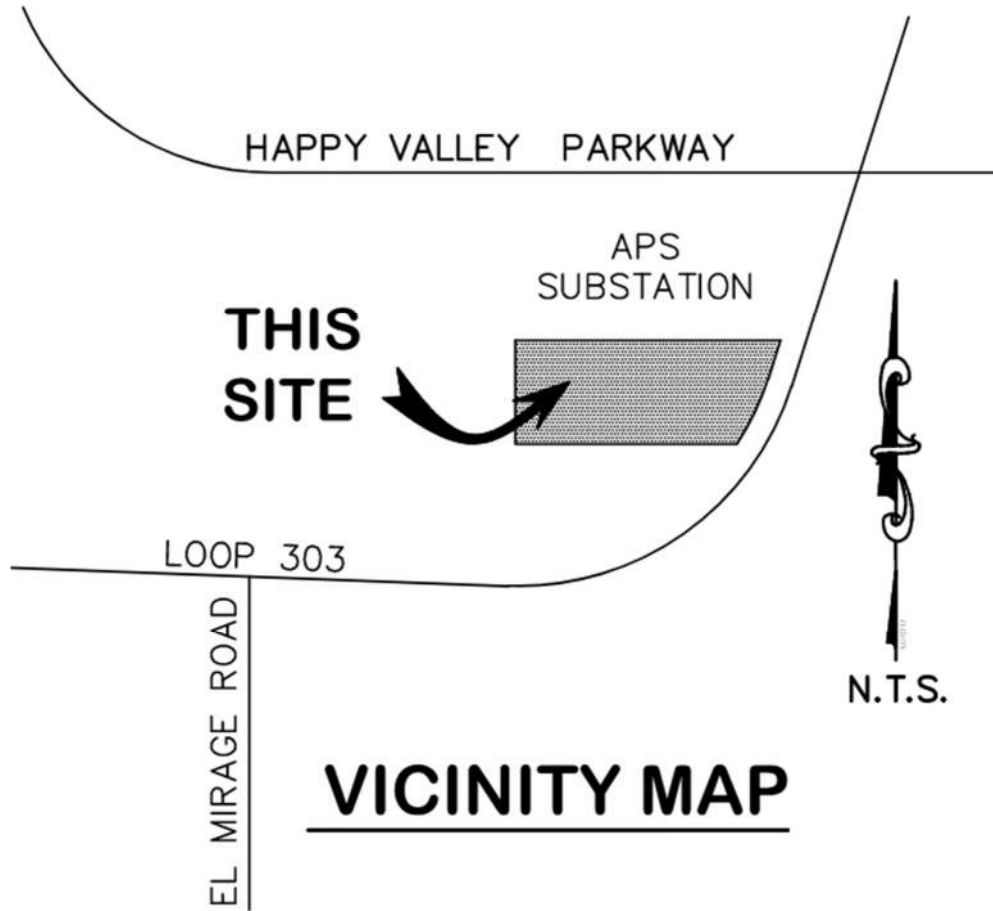 HAPPY VALLEY PARKWAY
APS
SUBSTATION
THIS
SITE
LOOP 303
EL MIRAGE ROAD
N.T.S.
VICINITY MAP